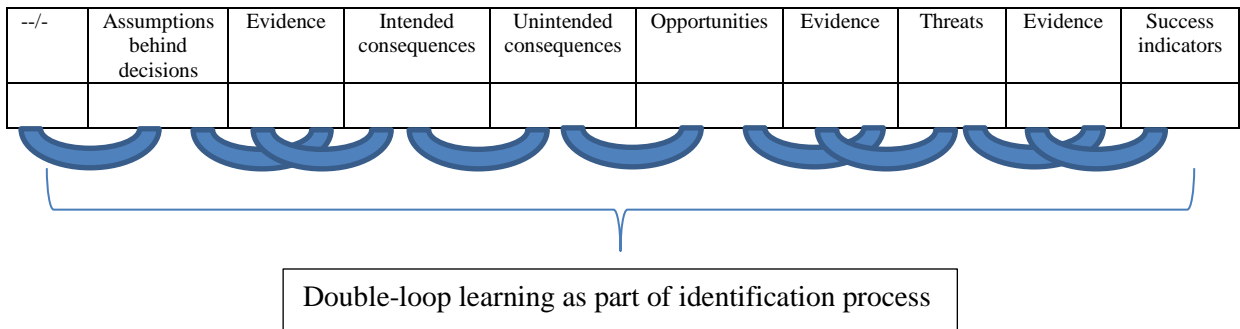 --/-
Assumptions
behind
decisions
Evidence
Intended
consequences
Unintended
consequences
Opportunities
Evidence
Threats
Evidence
Success
indicators
Double-loop learning as part of identification process